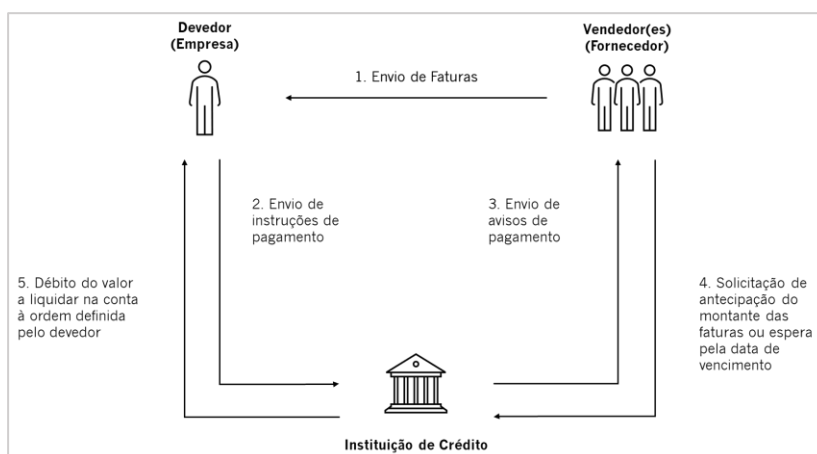 Devedor
(Empresa)
Vendedor(es)
(Fornecedor)
1. Envio de Faturas
2. Envio de
instruções de
pagamento
3. Envio de
avisos de
pagamento
5. Débito do valor
a liquidar na conta
à ordem definida
pelo devedor
4. Solicitação de
antecipação do
montante das
faturas ou espera
pela data de
vencimento
Instituição de Crédito